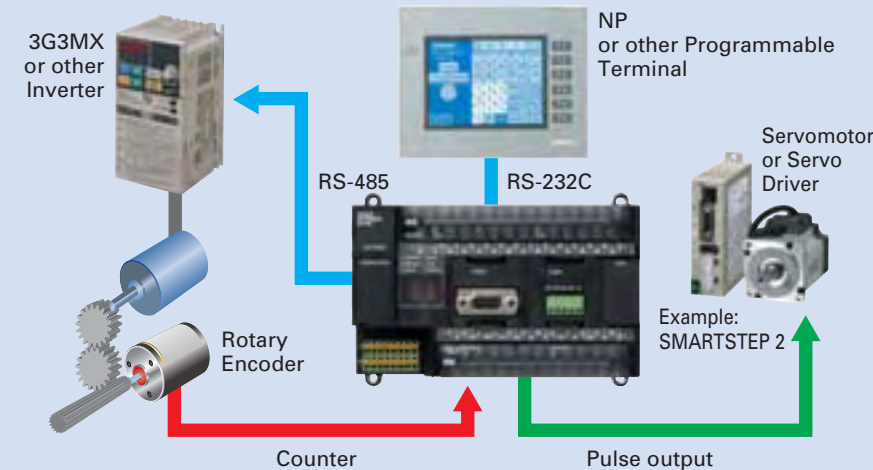 3G3MX
or other
Inverter
NP
or other Programmable
Terminal
Servomotor
or Servo
Driver
RS-485
RS-232C
Rotary
Encoder
Example:
SMARTSTEP 2
Counter
Pulse output